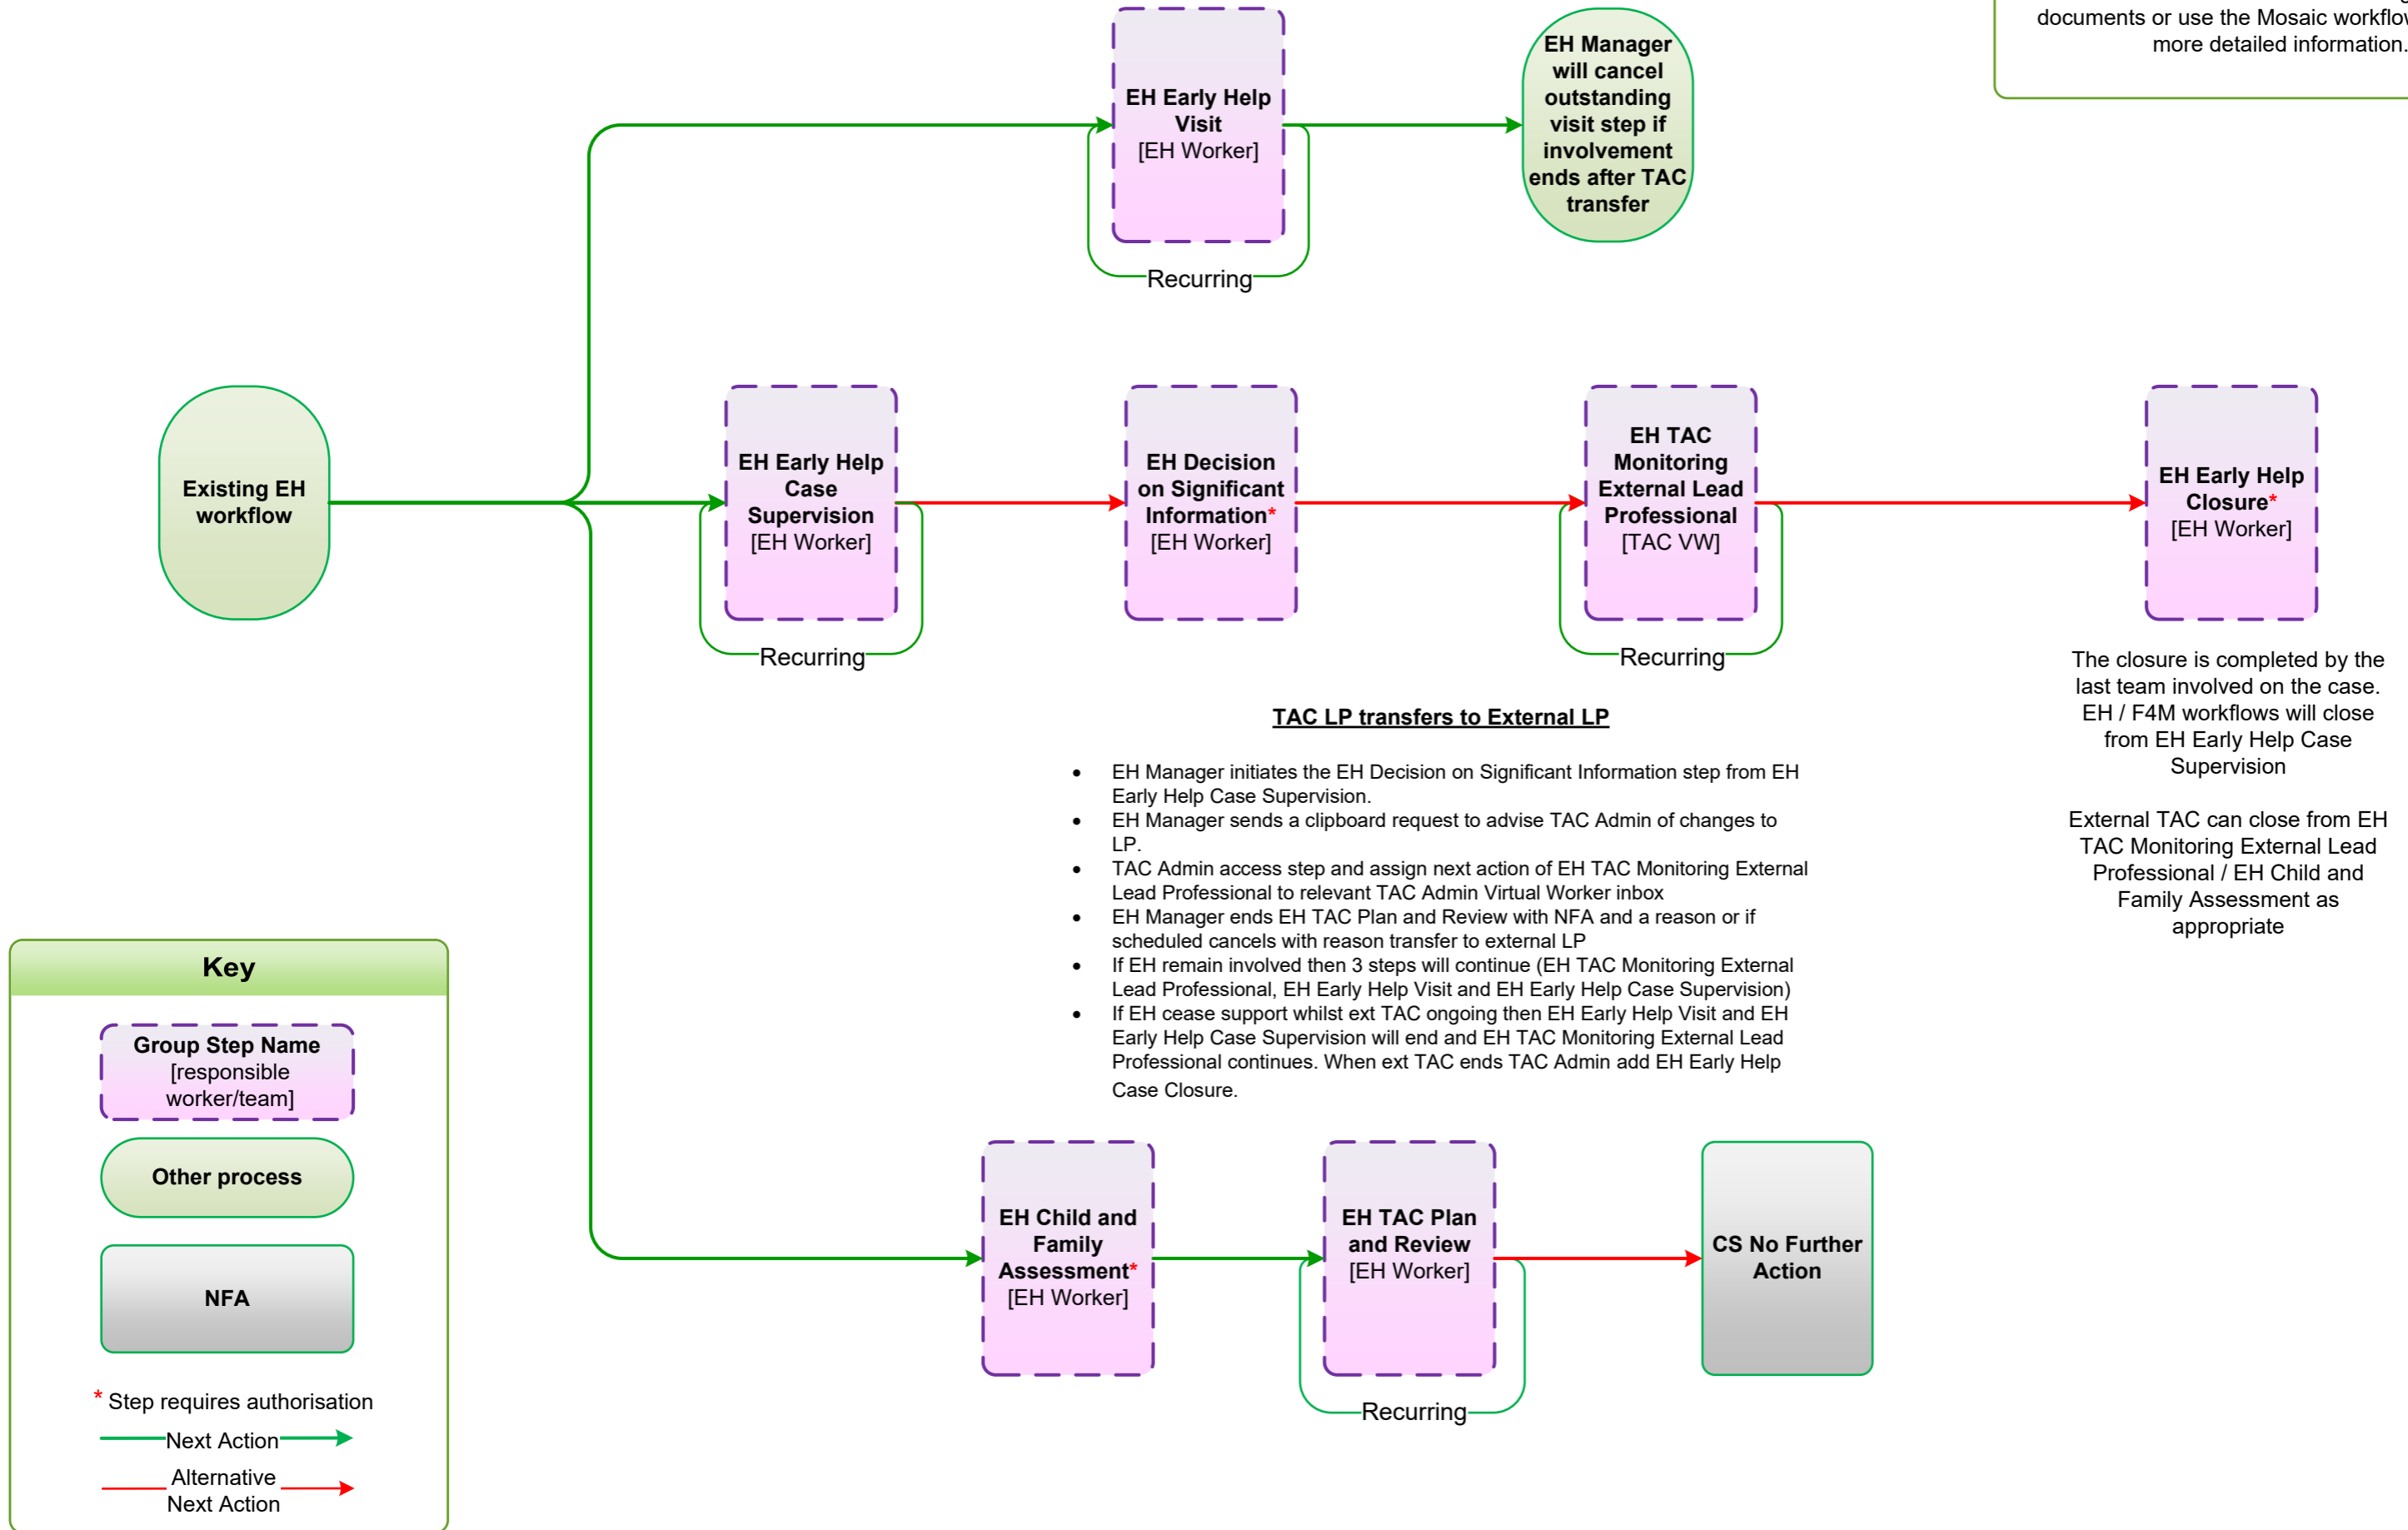 documents or use the Mosaic workflow
more detailed information.
EH Early Help
Visit
[EH Worker]
Recurring
EH Manager
will cancel
outstanding
visit step if
involvement
ends after TAC
transfer
Existing EH
workflow
EH Early Help
Case
Supervision
[EH Worker]
Recurring
EH Decision
on Significant
Information*
[EH Worker]
EH TAC
Monitoring
External Lead
Professional
[TAC VW]
Recurring
EH Early Help
Closure*
[EH Worker]
The closure is completed by the
last team involved on the case.
EH / F4M workflows will close
from EH Early Help Case
Supervision
External TAC can close from EH
TAC Monitoring External Lead
Professional / EH Child and
Family Assessment as
appropriate
TAC LP transfers to External LP
• EH Manager initiates the EH Decision on Significant Information step from EH
Early Help Case Supervision.
• EH Manager sends a clipboard request to advise TAC Admin of changes to
LP.
• TAC Admin access step and assign next action of EH TAC Monitoring External
Lead Professional to relevant TAC Admin Virtual Worker inbox
• EH Manager ends EH TAC Plan and Review with NFA and a reason or if
scheduled cancels with reason transfer to external LP
• If EH remain involved then 3 steps will continue (EH TAC Monitoring External
Lead Professional, EH Early Help Visit and EH Early Help Case Supervision)
• If EH cease support whilst ext TAC ongoing then EH Early Help Visit and EH
Early Help Case Supervision will end and EH TAC Monitoring External Lead
Professional continues. When ext TAC ends TAC Admin add EH Early Help
Case Closure.
EH Child and
Family
Assessment*
[EH Worker]
EH TAC Plan
and Review
[EH Worker]
Recurring
CS No Further
Action
Key
Group Step Name
[responsible
worker/team]
Other process
NFA
* Step requires authorisation
Next Action
Alternative
Next Action